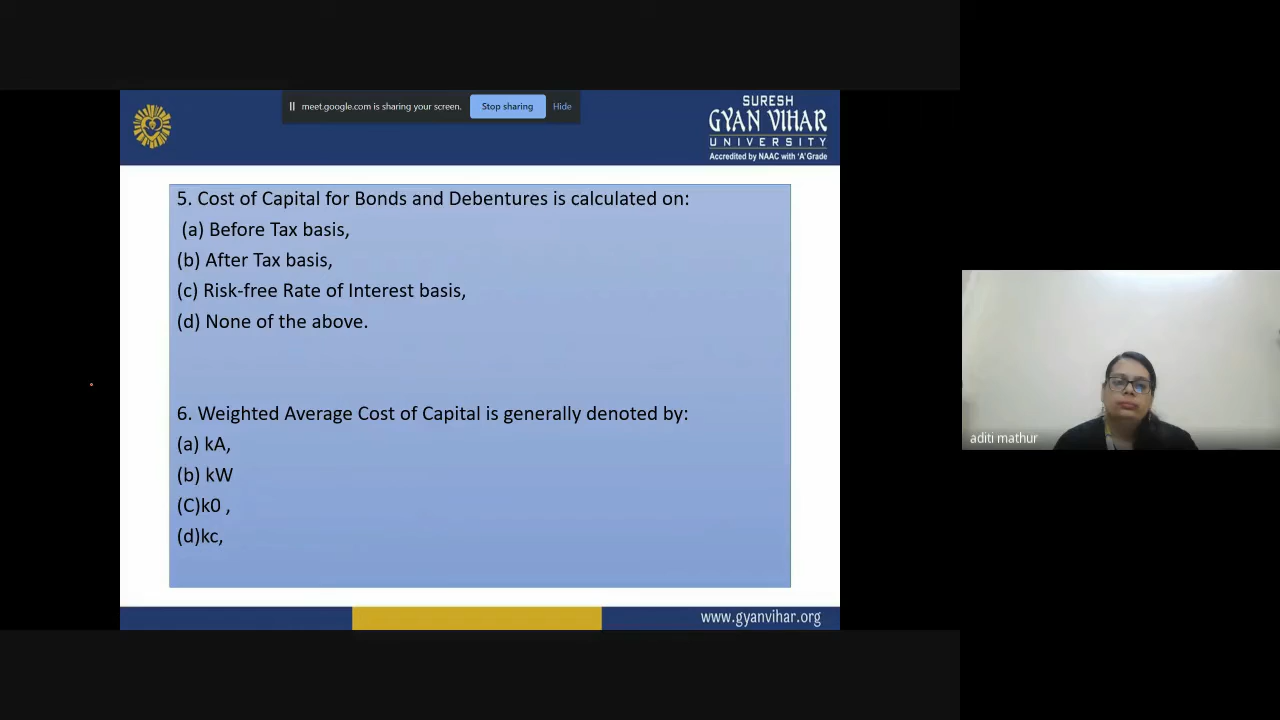 meet.google.com is sharing your screen. Stop sharing Hide
SURESH
GYAN VIHAR
UNIVERSITY
Accredited by NAAC with 'A' Grade
5. Cost of Capital for Bonds and Debentures is calculated on:
(a) Before Tax basis,
(b) After Tax basis,
(c) Risk-free Rate of Interest basis,
(d) None of the above.
6. Weighted Average Cost of Capital is generally denoted by:
(a) kA,
(b) kW
(C)k0 ,
(d)kc,
aditi mathur
www.gyanvihar.org